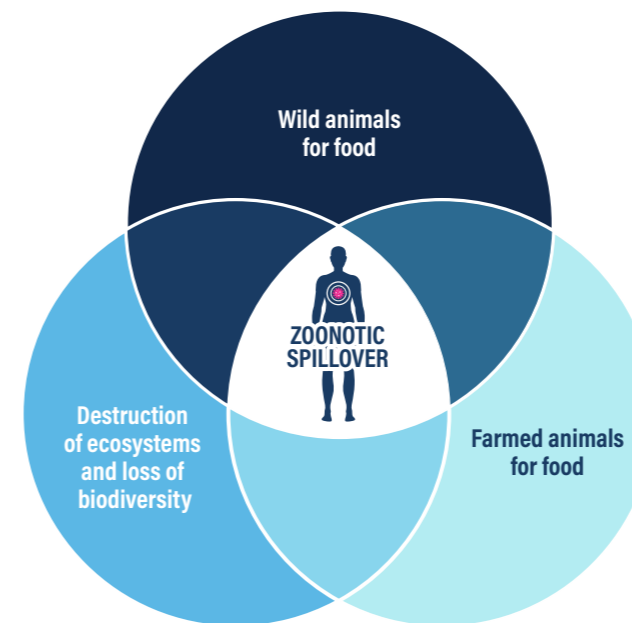 Wild animals
for food
ZOONOTIC
SPILLOVER
Destruction
of ecosystems
and loss of
biodiversity
Farmed animals
for food